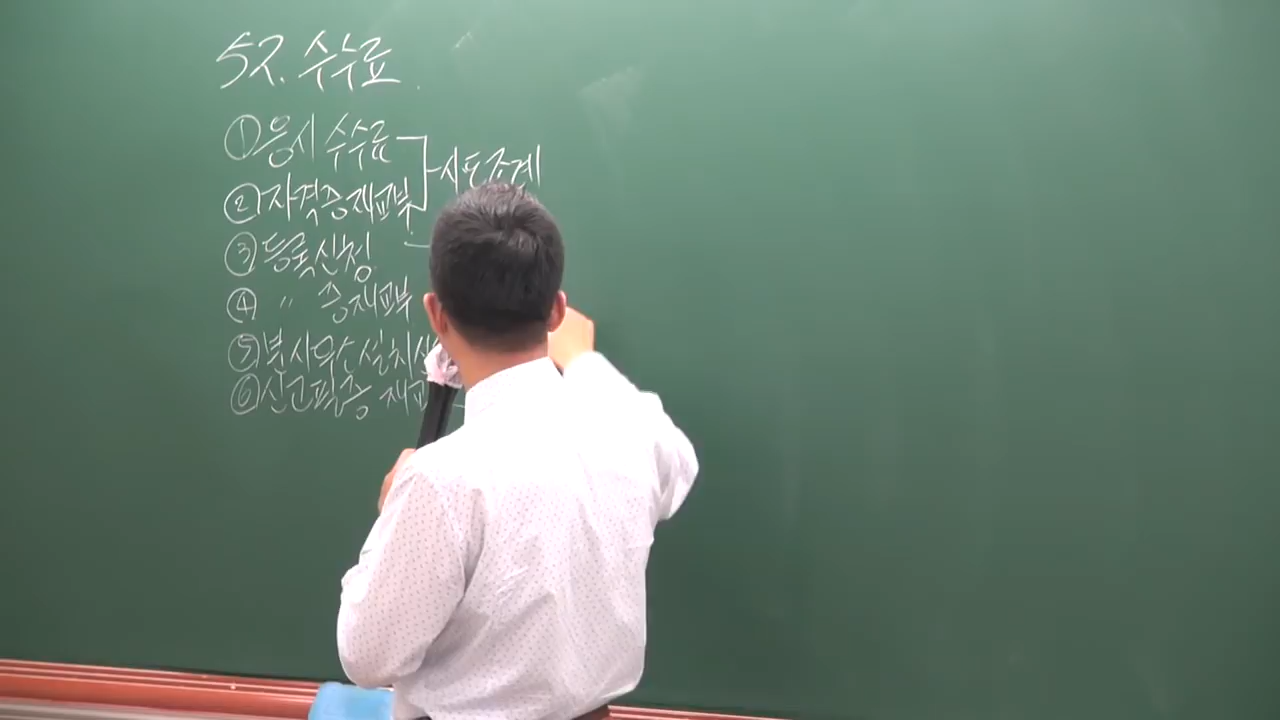 57. 수수료.
① 응시 수수료 시도조례
② 자격증 재교부
③ 등록신청
④ 〃 증재교부
⑤ 분사무소 설치
⑥ 신고필증 재교